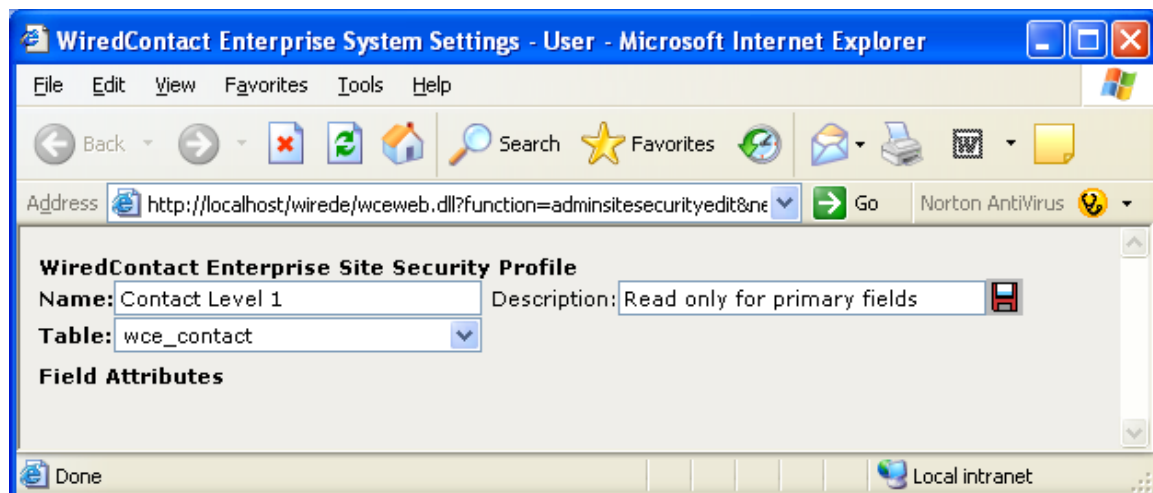 WiredContact Enterprise System Settings - User - Microsoft Internet Explorer
File Edit View Favorites Tools Help
Back Search Favorites W
Address http://localhost/wirede/wceweb.dll?function=adminsitesecurityedit&ne Go Norton AntiVirus
WiredContact Enterprise Site Security Profile
Name: Contact Level 1 Description: Read only for primary fields
Table: wce_contact
Field Attributes
Done Local intranet